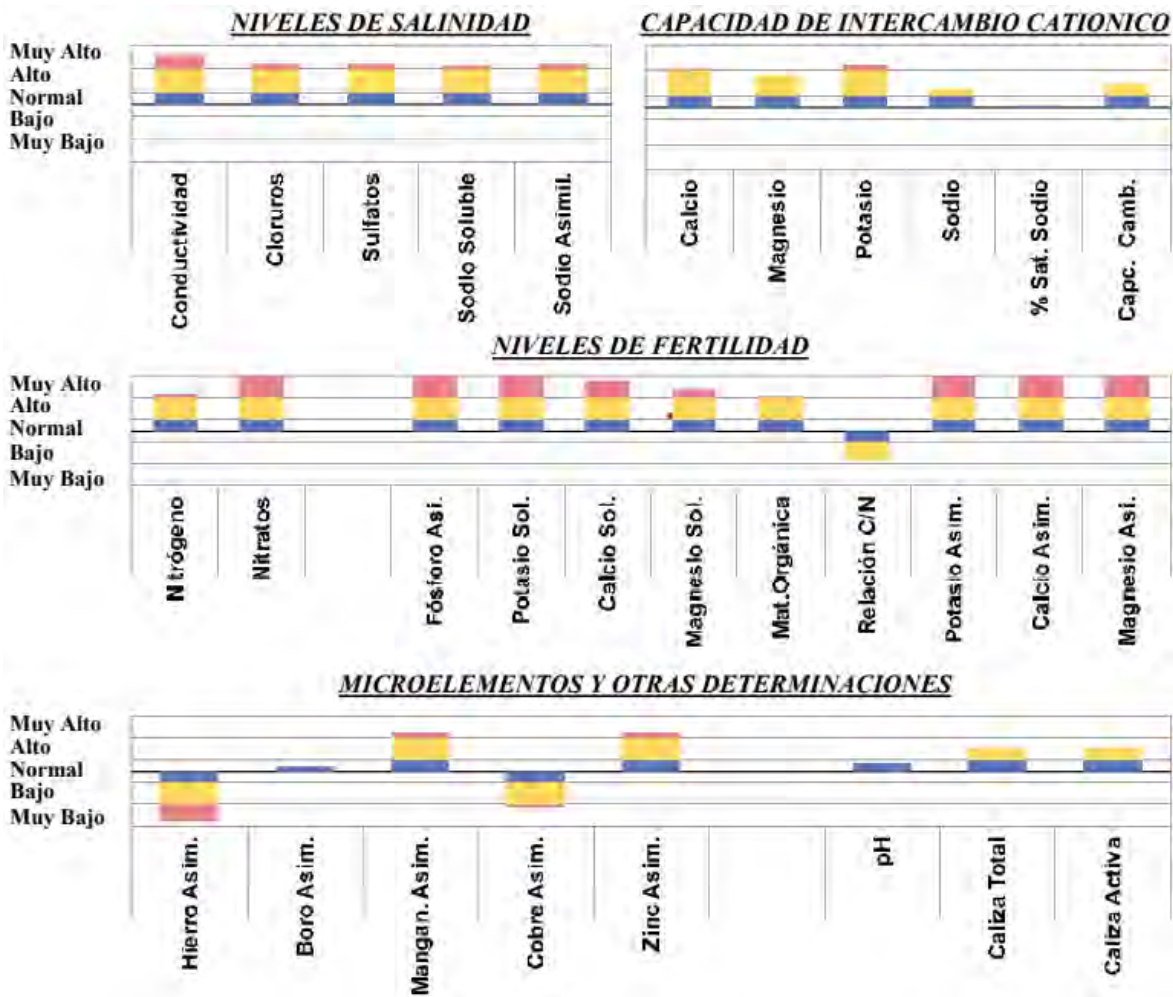 NIVELES DE SALINIDAD
Muy Alto
Alto
Normal
Bajo
Muy Bajo
Conductividad
Cloruros
Sulfatos
Sodio Soluble
Sodio Asimil.
CAPACIDAD DE INTERCAMBIO CATIONICO
Calcio
Magnesio
Potasio
Sodio
% Sat. Sodio
Capc. Camb.
NIVELES DE FERTILIDAD
Muy Alto
Alto
Normal
Bajo
Muy Bajo
Nitrógeno
Nitratos
Fósforo Asi.
Potasio Sol.
Calcio Sol.
Magnesio Sol.
Mat.Orgánica
Relación C/N
Potasio Asim.
Calcio Asim.
Magnesio Asi.
MICROELEMENTOS Y OTRAS DETERMINACIONES
Muy Alto
Alto
Normal
Bajo
Muy Bajo
Hierro Asim.
Boro Asim.
Mangan. Asim.
Cobre Asim.
Zinc Asim.
pH
Caliza Total
Caliza Activa